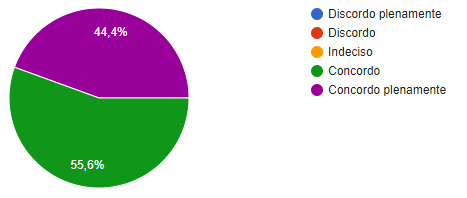 44,4%
55,6%
Discordo plenamente
Discordo
Indeciso
Concordo
Concordo plenamente